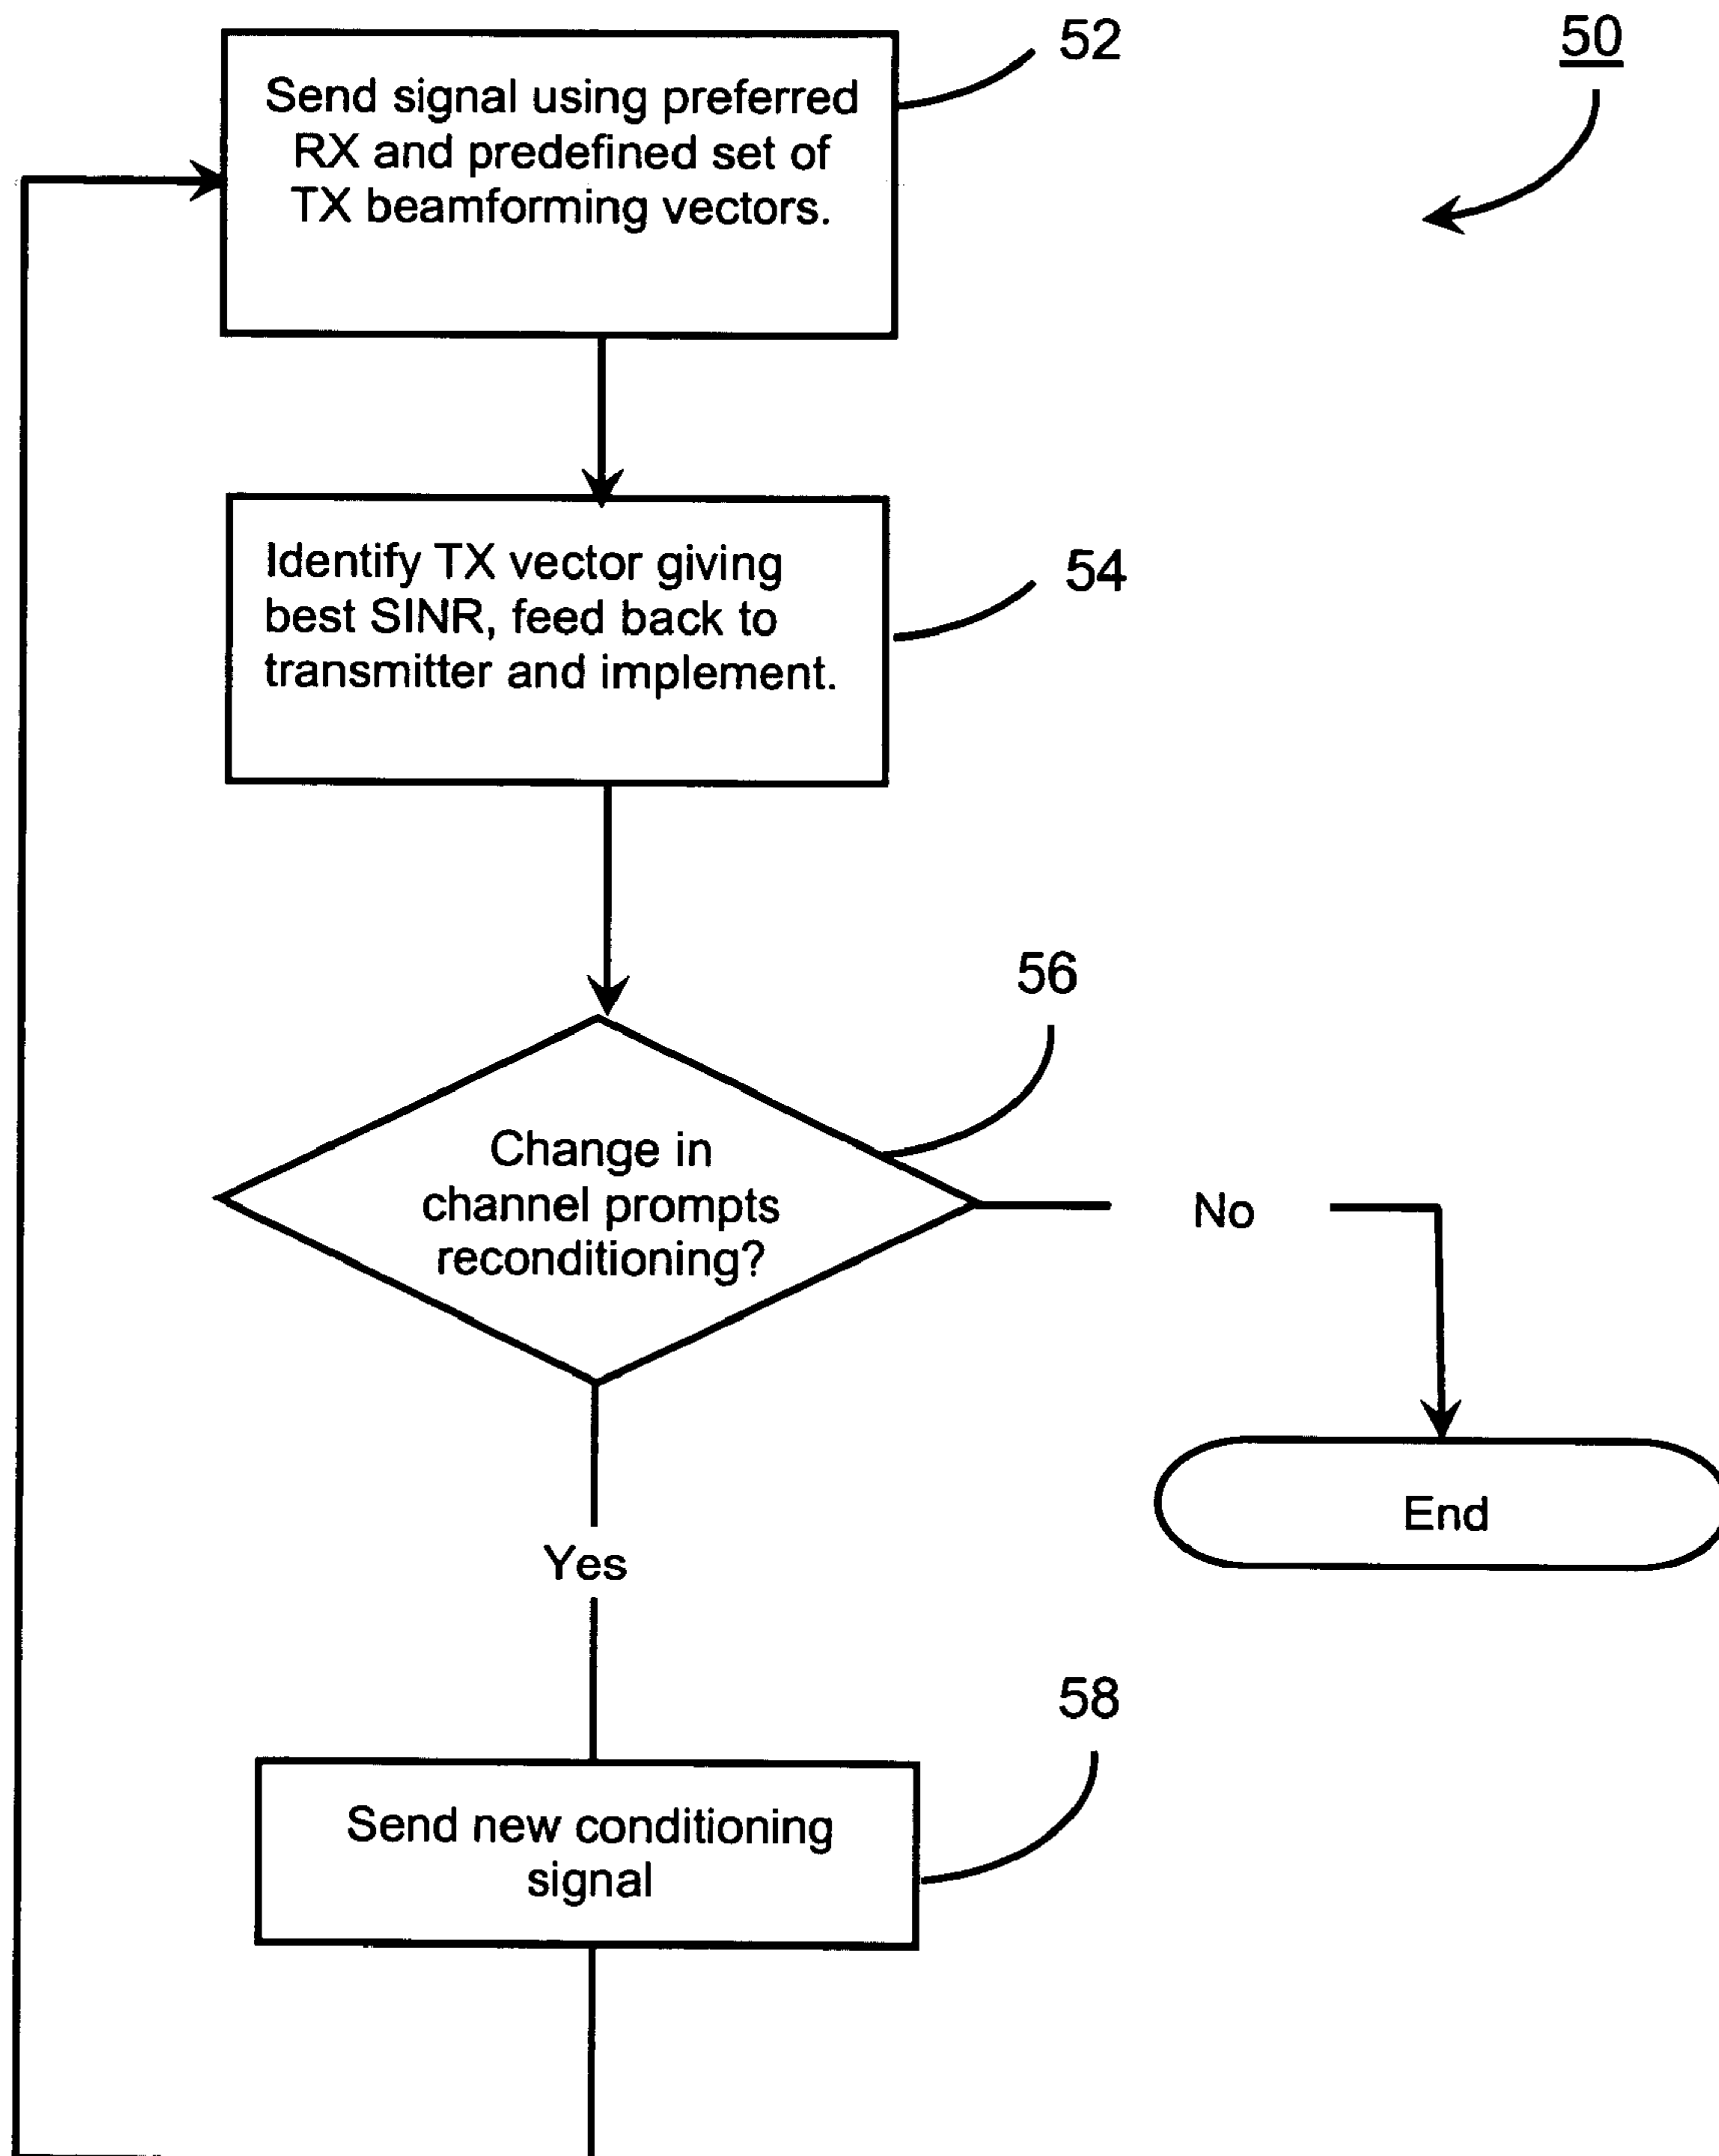 52
50
Send signal using preferred
RX and predefined set of
TX beamforming vectors.
Identify TX vector giving
best SINR, feed back to
transmitter and implement.
54
56
Change in
channel prompts
reconditioning?
No
End
Yes
58
Send new conditioning
signal